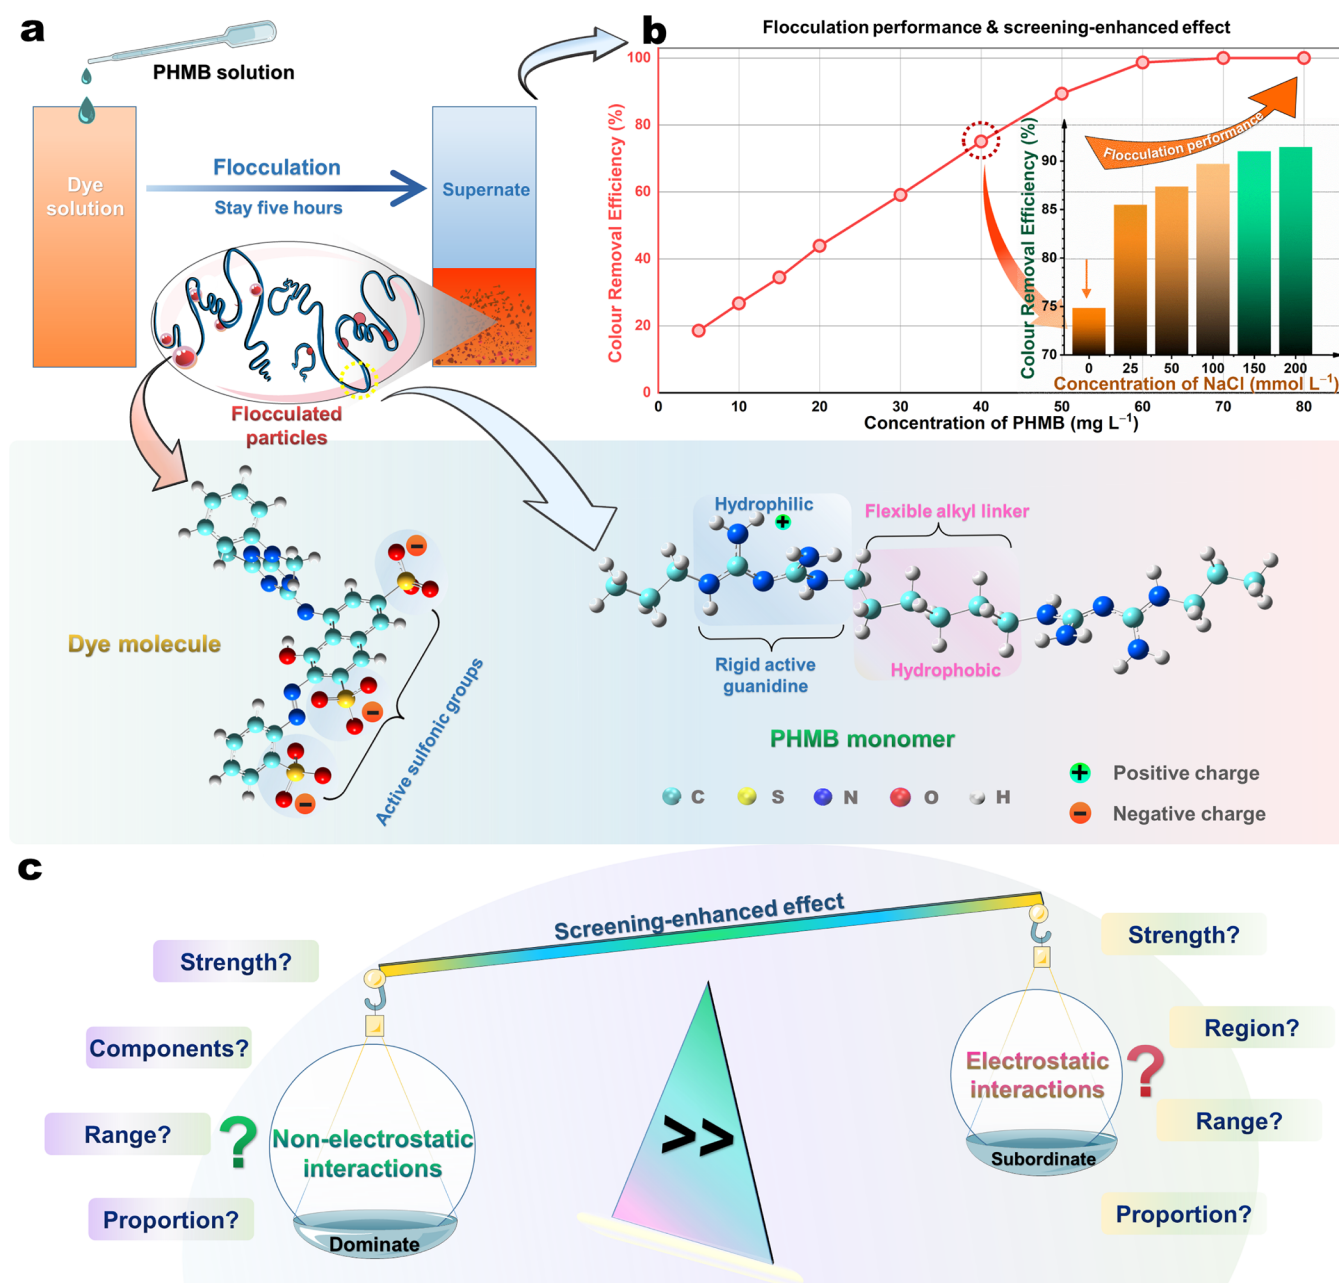 a
PHMB solution
Dye
solution
Flocculation
Stay five hours
Supernate
Flocculated
particles
b
Flocculation performance & screening-enhanced effect
Colour Removal Efficiency (%)
100
80
60
40
20
0
0 10 20 30 40 50 60 70 80
Concentration of PHMB (mg L⁻¹)
Flocculation performance
Colour Removal Efficiency (%)
90
85
80
75
70
0 25 50 100 150 200
Concentration of NaCl (mmol L⁻¹)
Dye molecule
Active sulfonic groups
Hydrophilic
+
Flexible alkyl linker
Rigid active
guanidine
Hydrophobic
PHMB monomer
C S N O H
+ Positive charge
− Negative charge
−
−
−
c
Screening-enhanced effect
Strength?
Components?
Range?
Proportion?
?
Non-electrostatic
interactions
Dominate
>>
Electrostatic
interactions
?
Subordinate
Strength?
Region?
Range?
Proportion?